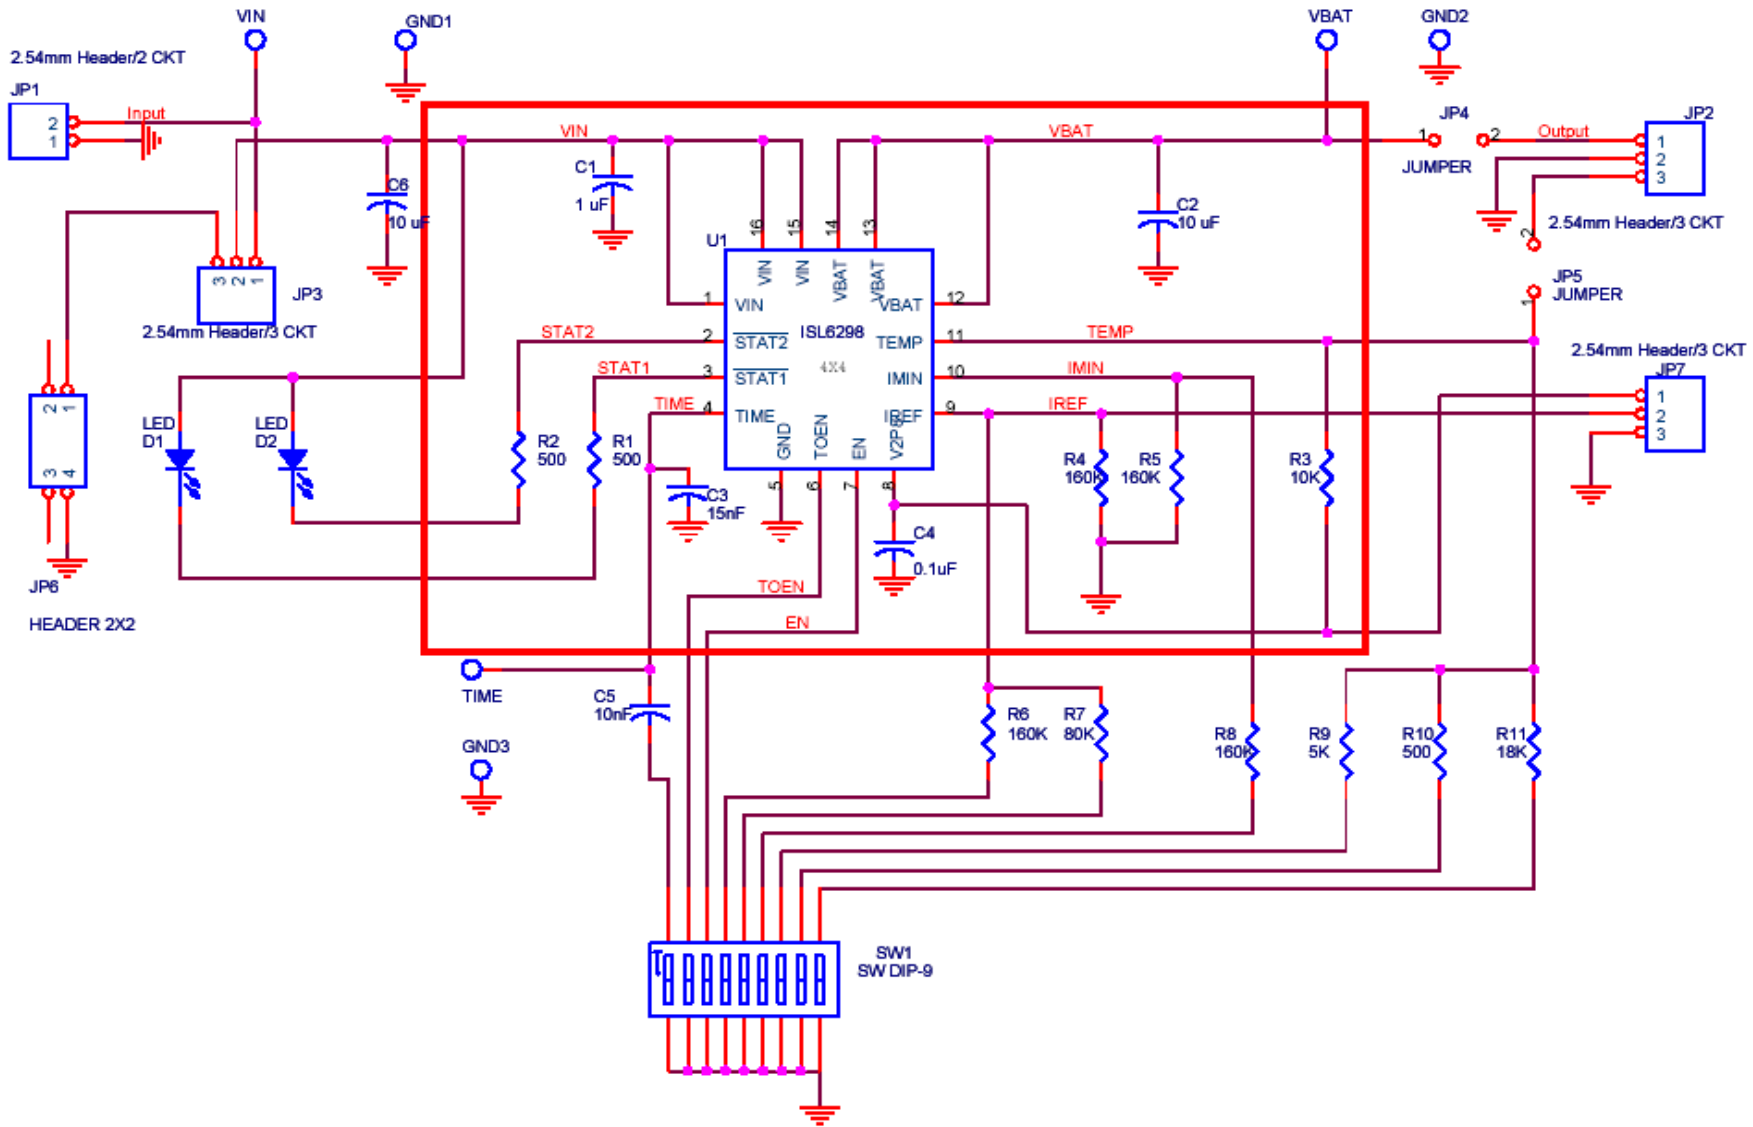 VIN
GND1
VBAT
GND2
2.54mm Header/2 CKT
JP1
2
1
Input
VIN
VBAT
JP4
1
2
JUMPER
Output
JP2
1
2
3
2.54mm Header/3 CKT
C6
10 uF
C1
1 uF
C2
10 uF
3
2
1
JP3
2.54mm Header/3 CKT
U1
16
15
14
13
VIN
VIN
VBAT
VBAT
1
VIN
VBAT
12
ISL6298
4X4
STAT2
2
STAT2
TEMP
11
TEMP
STAT1
3
STAT1
IMIN
10
IMIN
TIME
4
TIME
IREF
9
IREF
GND
TOEN
EN
V2P8
5
6
7
8
2
JP5
JUMPER
1
2.54mm Header/3 CKT
JP7
1
2
3
2
1
3
4
JP6
HEADER 2X2
LED
D1
LED
D2
R2
500
R1
500
C3
15nF
C4
0.1uF
R4
160K
R5
160K
R3
10K
TOEN
EN
TIME
C5
10nF
GND3
R6
160K
R7
80K
R8
160K
R9
5K
R10
500
R11
18K
SW1
SW DIP-9